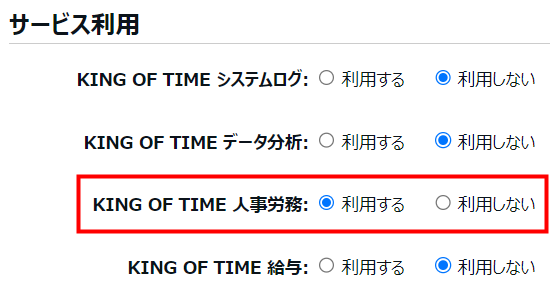 サービス利用
KING OF TIME システムログ: 利用する 利用しない
KING OF TIME データ分析: 利用する 利用しない
KING OF TIME 人事労務: 利用する 利用しない
KING OF TIME 給与: 利用する 利用しない